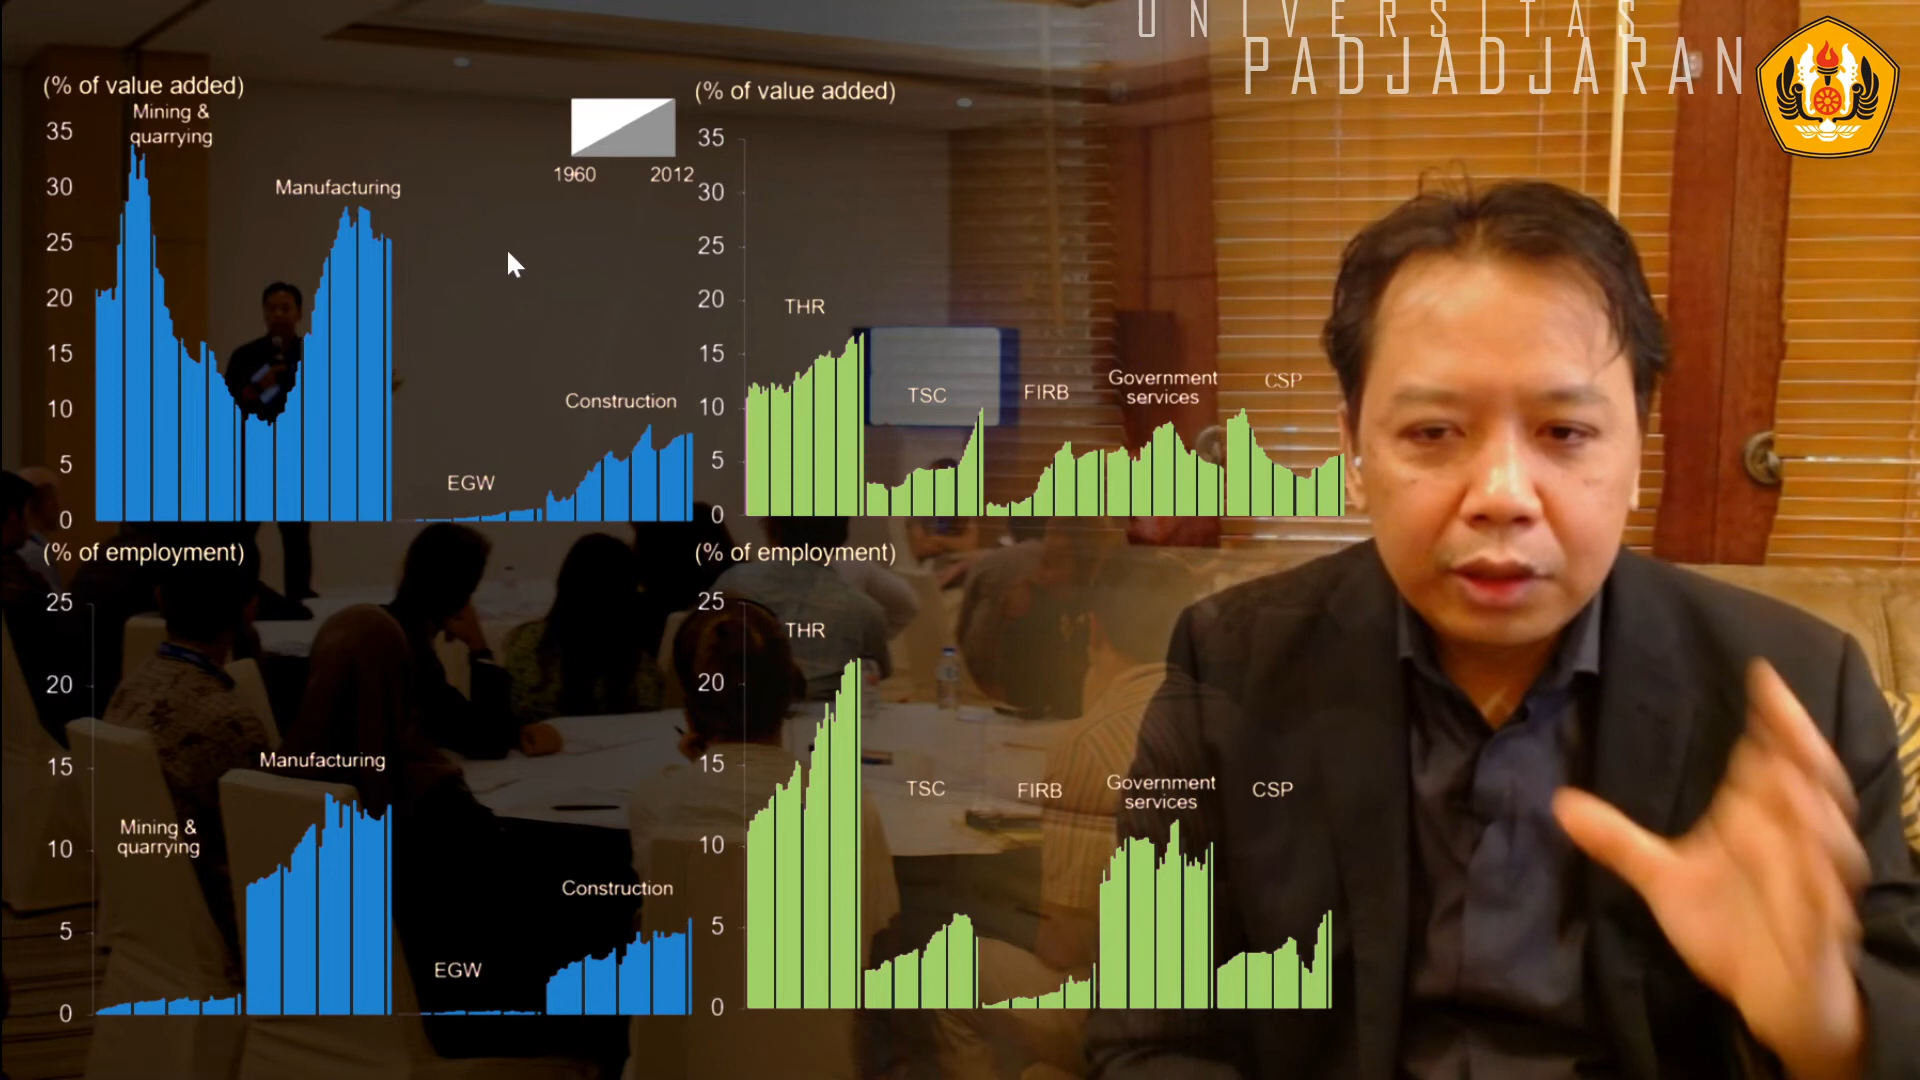 UNIVERSITAS
PADJADJARAN
(% of value added)
Mining &
quarrying
Manufacturing
EGW
Construction
35
30
25
20
15
10
5
0
1960 2012
(% of value added)
THR
TSC
FIRB
Government
services
CSP
35
30
25
20
15
10
5
0
(% of employment)
Mining &
quarrying
Manufacturing
EGW
Construction
25
20
15
10
5
0
(% of employment)
THR
TSC
FIRB
Government
services
CSP
25
20
15
10
5
0